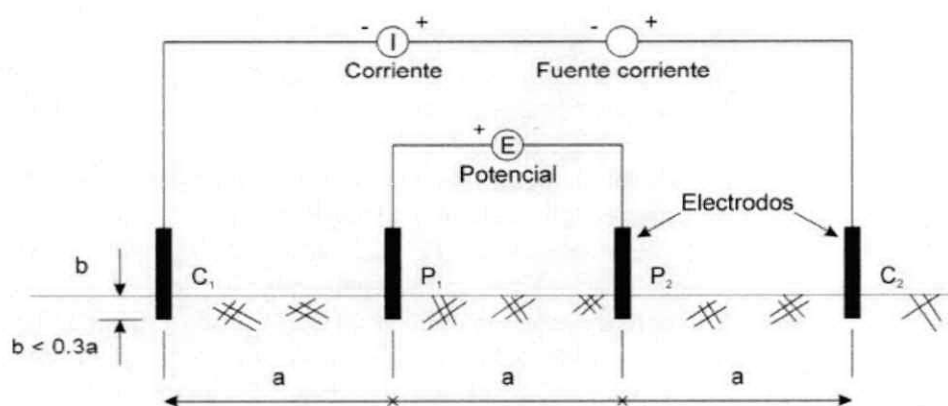 - I + - +
Corriente Fuente corriente
+ E
Potencial
Electrodos
b C₁ P₁ P₂ C₂
b < 0.3a
a a a